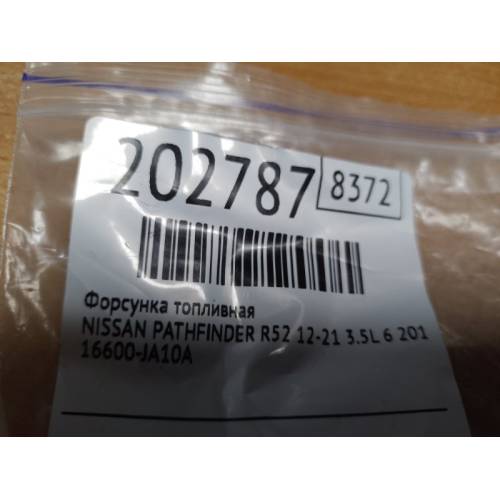 202787 8372
Форсунка топливная
NISSAN PATHFINDER R52 12-21 3.5L 6 201
16600-JA10A